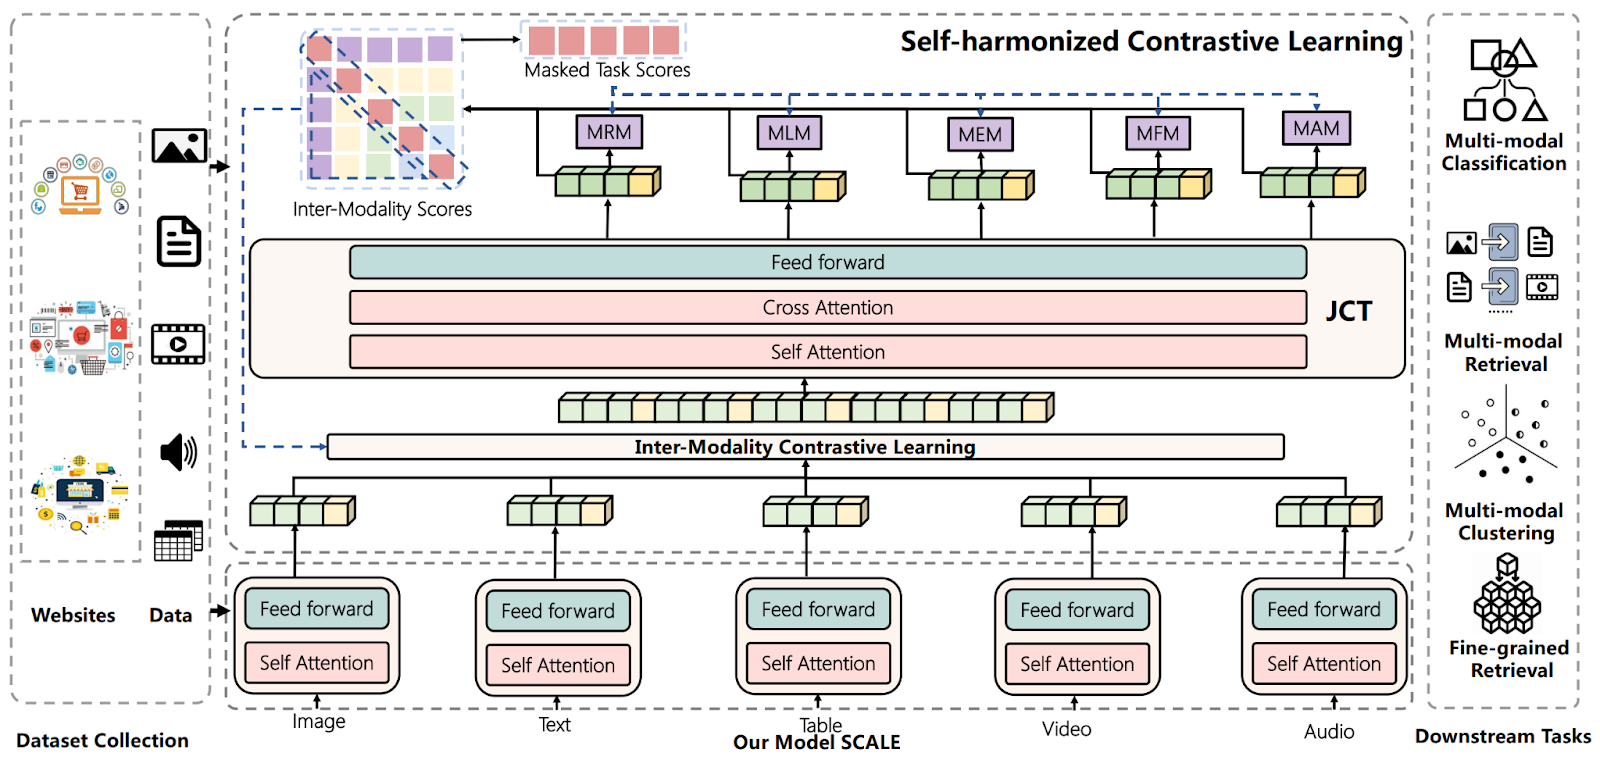 Self-harmonized Contrastive Learning
Masked Task Scores
Inter-Modality Scores
MRM
MLM
MEM
MFM
MAM
Feed forward
Cross Attention
Self Attention
JCT
Inter-Modality Contrastive Learning
Feed forward
Self Attention
Feed forward
Self Attention
Feed forward
Self Attention
Feed forward
Self Attention
Feed forward
Self Attention
Image
Text
Table
Video
Audio
Our Model SCALE
Websites
Data
Dataset Collection
Multi-modal
Classification
......
Multi-modal
Retrieval
Multi-modal
Clustering
Fine-grained
Retrieval
Downstream Tasks